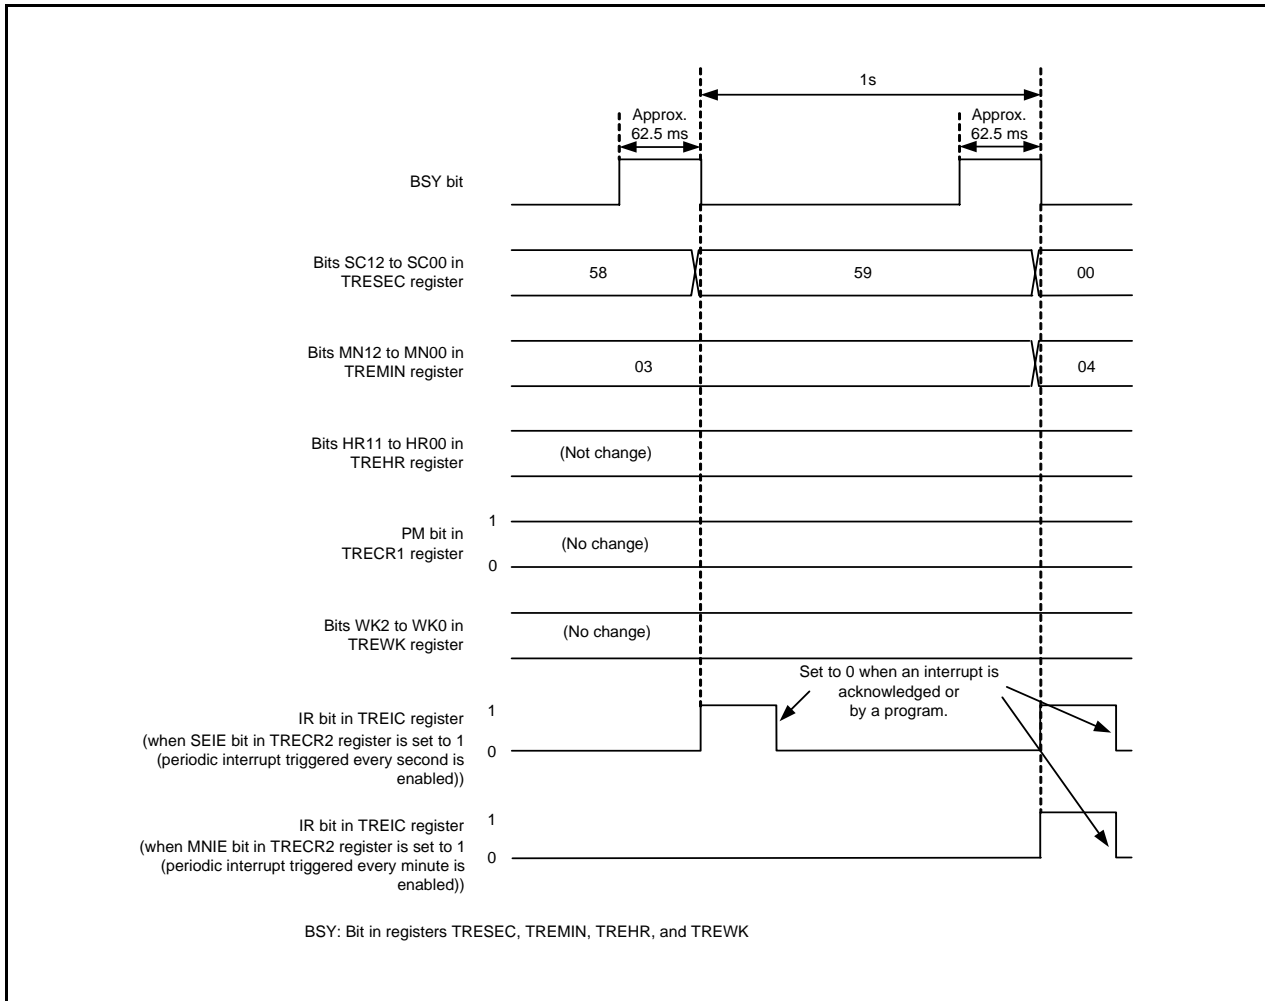 1s
Approx.
62.5 ms
Approx.
62.5 ms
BSY bit
Bits SC12 to SC00 in
TRESEC register
58
59
00
Bits MN12 to MN00 in
TREMIN register
03
04
Bits HR11 to HR00 in
TREHR register
(Not change)
PM bit in
TRECR1 register
1
0
(No change)
Bits WK2 to WK0 in
TREWK register
(No change)
Set to 0 when an interrupt is
acknowledged or
by a program.
IR bit in TREIC register
(when SEIE bit in TRECR2 register is set to 1
(periodic interrupt triggered every second is
enabled))
1
0
IR bit in TREIC register
(when MNIE bit in TRECR2 register is set to 1
(periodic interrupt triggered every minute is
enabled))
1
0
BSY: Bit in registers TRESEC, TREMIN, TREHR, and TREWK